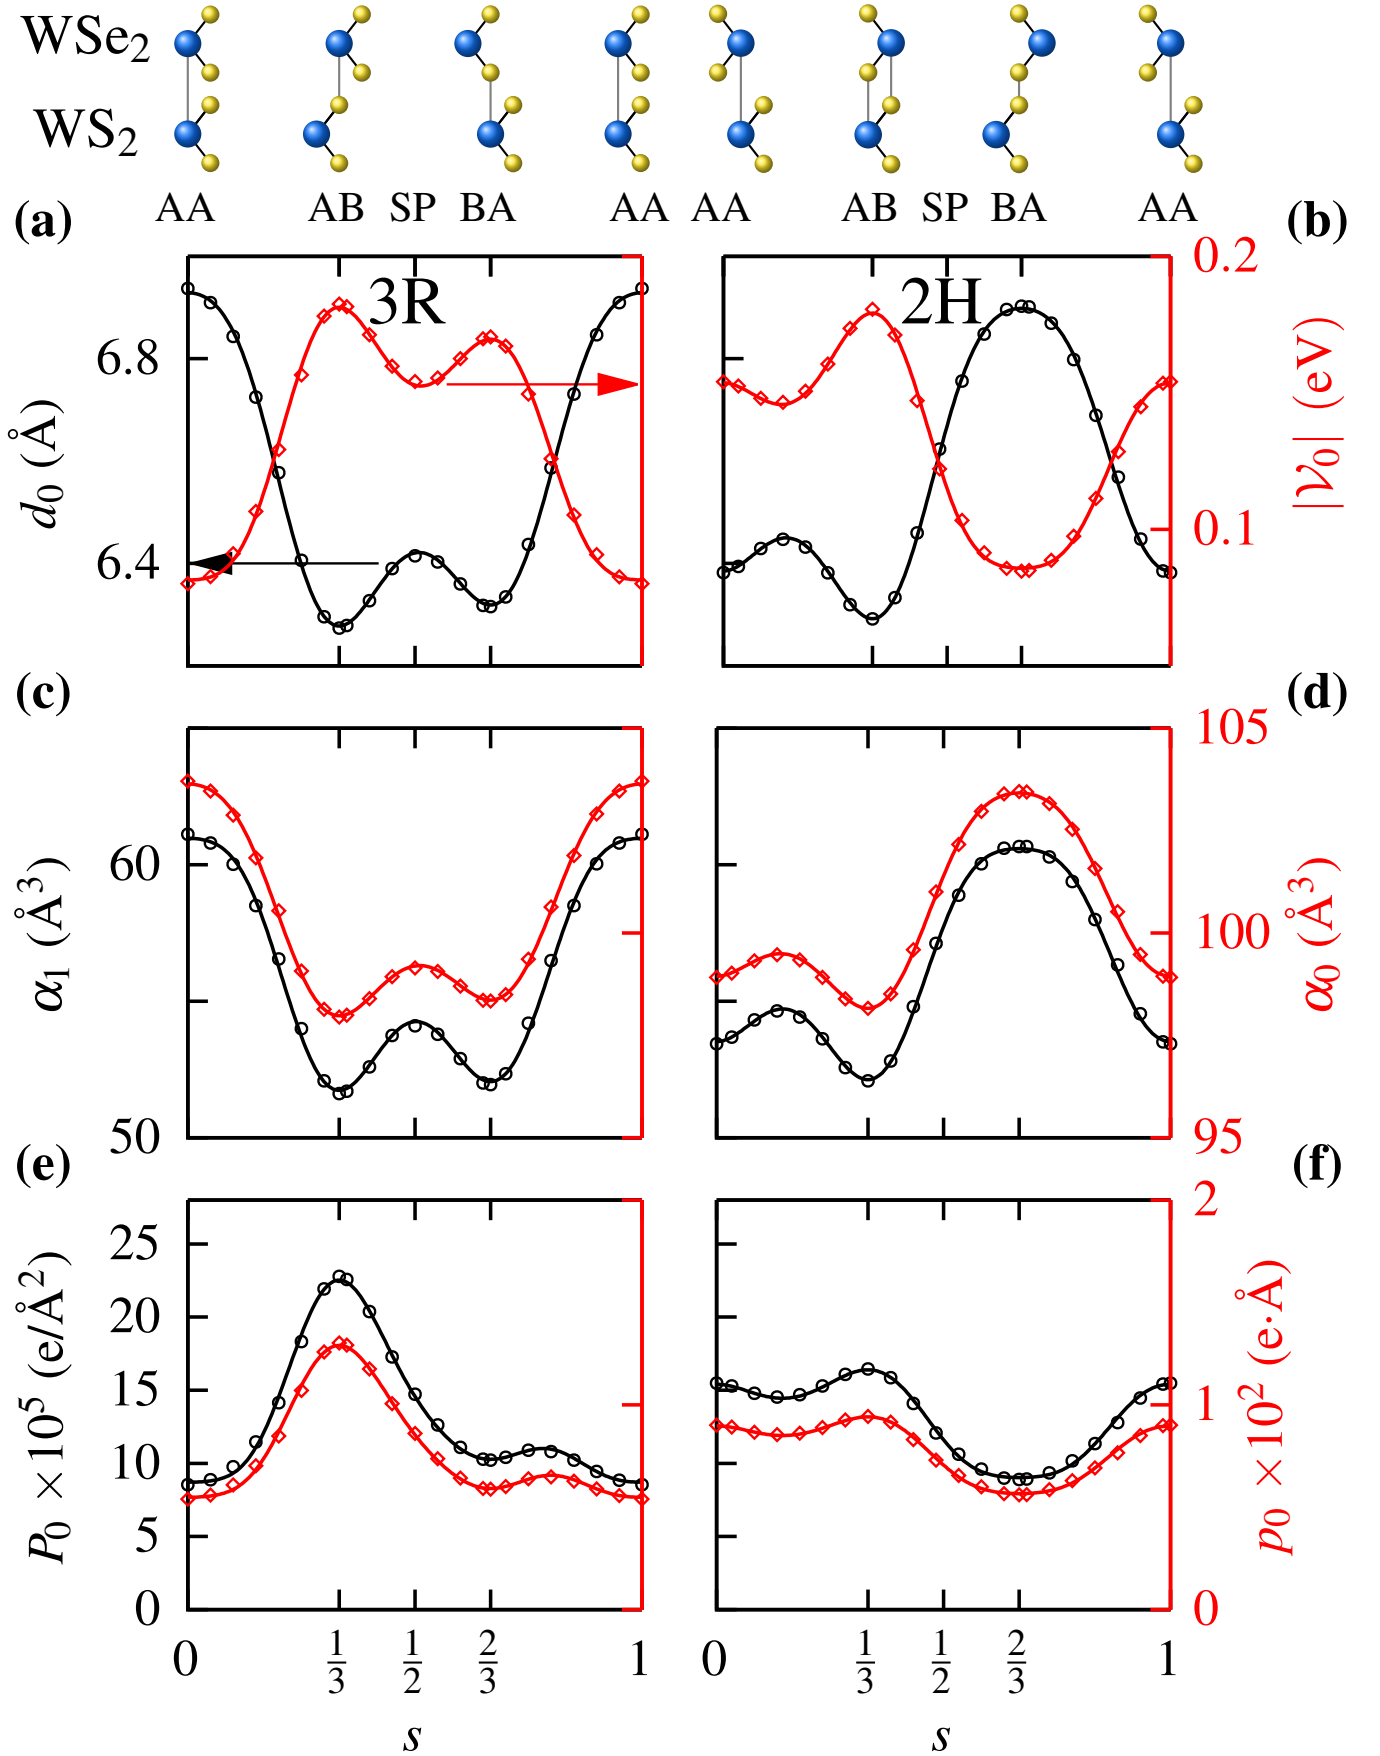 WSe2
WS2
AA AB SP BA AA AA AB SP BA AA
(a) (b)
3R 2H
0.2
6.8
6.4
0.1
d0 (Å)
|𝒱0| (eV)
(c) (d)
105
60
100
50
95
α1 (Å³)
α0 (Å³)
(e) (f)
2
25
20
15
1
10
5
0
0
P0 ×10⁵ (e/Å²)
p0 ×10² (e·Å)
0 1/3 1/2 2/3 1 0 1/3 1/2 2/3 1
s s